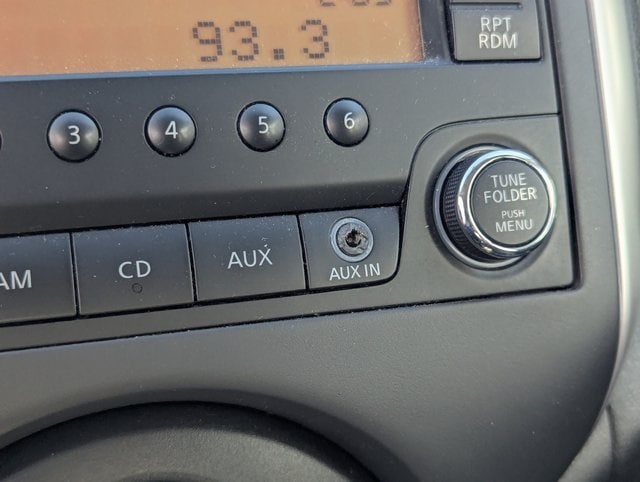 93.3
RPT
RDM
3
4
5
6
TUNE
FOLDER
PUSH
MENU
AM
CD
AUX
AUX IN